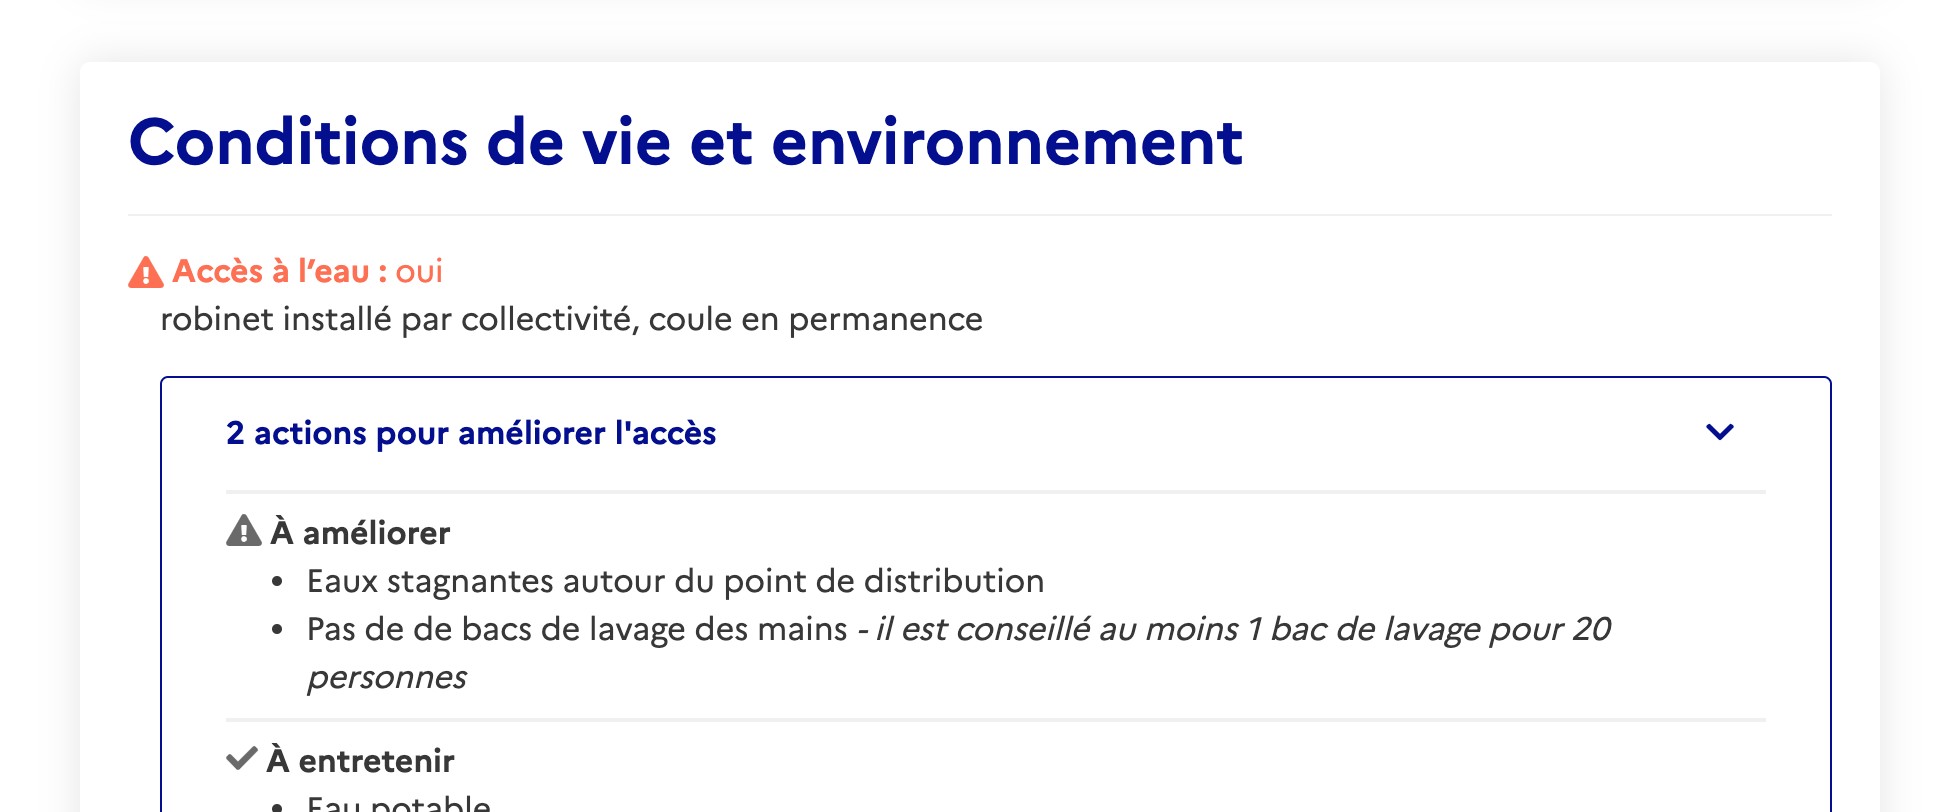 Conditions de vie et environnement
Accès à l’eau : oui
robinet installé par collectivité, coule en permanence
2 actions pour améliorer l'accès
À améliorer
• Eaux stagnantes autour du point de distribution
• Pas de de bacs de lavage des mains - il est conseillé au moins 1 bac de lavage pour 20
personnes
À entretenir
• Eau potable